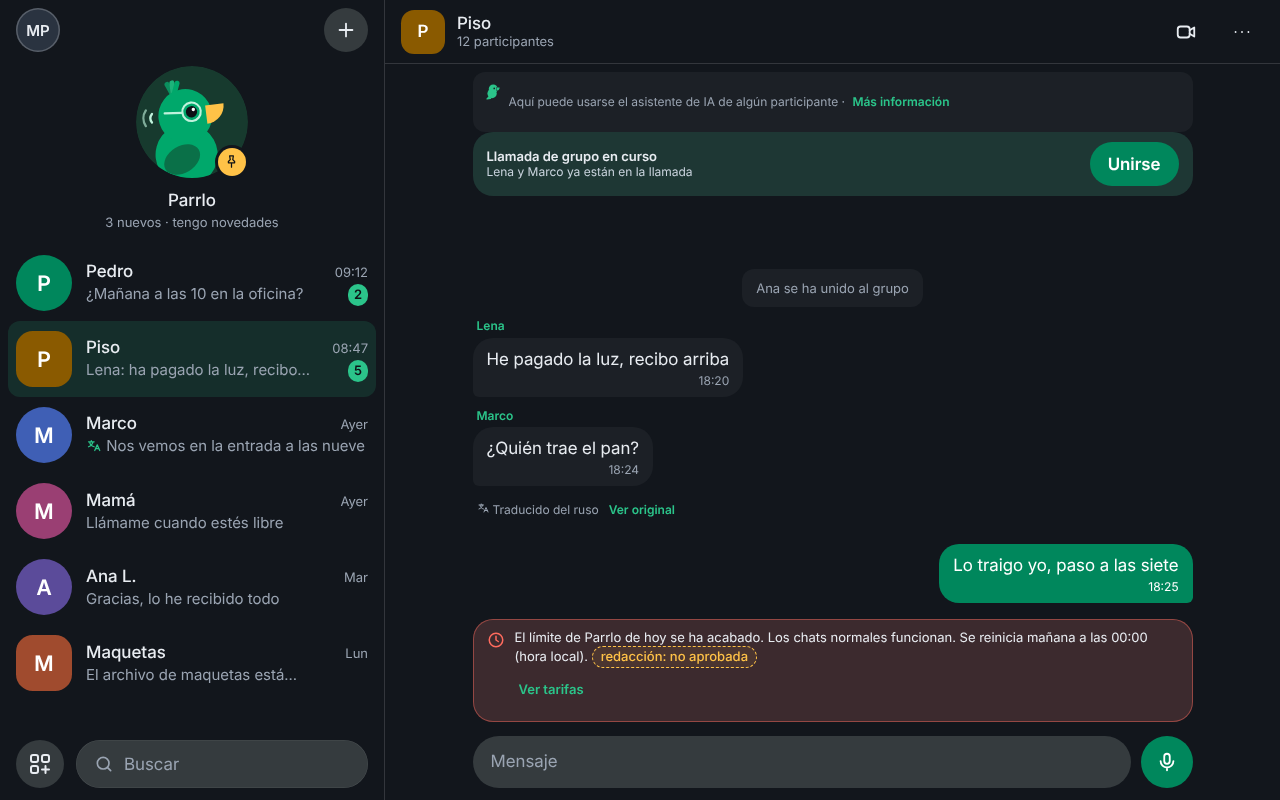 MP
Parrlo
3 nuevos · tengo novedades
P
Pedro
09:12
¿Mañana a las 10 en la oficina?
2
P
Piso
08:47
Lena: ha pagado la luz, recibo...
5
M
Marco
Ayer
Nos vemos en la entrada a las nueve
M
Mamá
Ayer
Llámame cuando estés libre
A
Ana L.
Mar
Gracias, lo he recibido todo
M
Maquetas
Lun
El archivo de maquetas está...
Buscar
P
Piso
12 participantes
Aquí puede usarse el asistente de IA de algún participante · Más información
Llamada de grupo en curso
Lena y Marco ya están en la llamada
Unirse
Ana se ha unido al grupo
Lena
He pagado la luz, recibo arriba
18:20
Marco
¿Quién trae el pan?
18:24
Traducido del ruso Ver original
Lo traigo yo, paso a las siete
18:25
El límite de Parrlo de hoy se ha acabado. Los chats normales funcionan. Se reinicia mañana a las 00:00
(hora local). redacción: no aprobada
Ver tarifas
Mensaje